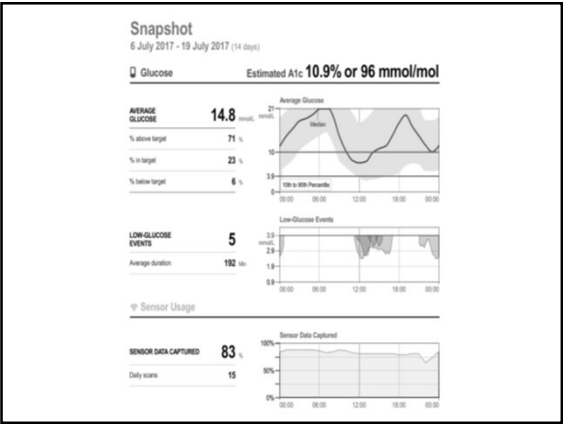 Snapshot
6 July 2017 - 19 July 2017 (14 days)
Glucose
Estimated A1c 10.9% or 96 mmol/mol
AVERAGE
GLUCOSE
14.8 mmol/L
% above target 71 %
% in target 23 %
% below target 6 %
Average Glucose
mmol/L
21
10
3.9
0
Median
10th to 90th Percentile
00:00 06:00 12:00 18:00 00:00
LOW-GLUCOSE
EVENTS
5
Average duration 192 Min
Low-Glucose Events
mmol/L
3.9
2.9
1.9
0.9
00:00 06:00 12:00 18:00 00:00
Sensor Usage
SENSOR DATA CAPTURED 83 %
Daily scans 15
Sensor Data Captured
100%
50%
0%
00:00 06:00 12:00 18:00 00:00